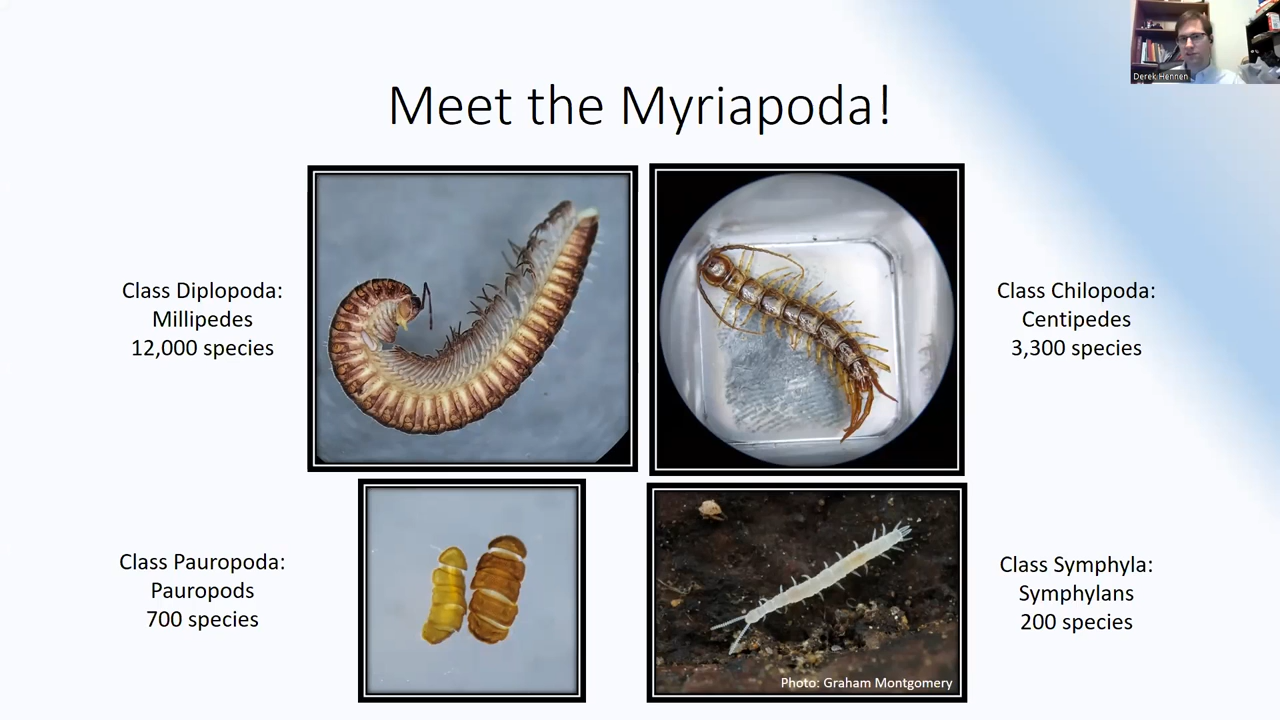 Derek Hennen
Meet the Myriapoda!
Class Diplopoda:
Millipedes
12,000 species
Class Chilopoda:
Centipedes
3,300 species
Class Pauropoda:
Pauropods
700 species
Class Symphyla:
Symphylans
200 species
Photo: Graham Montgomery